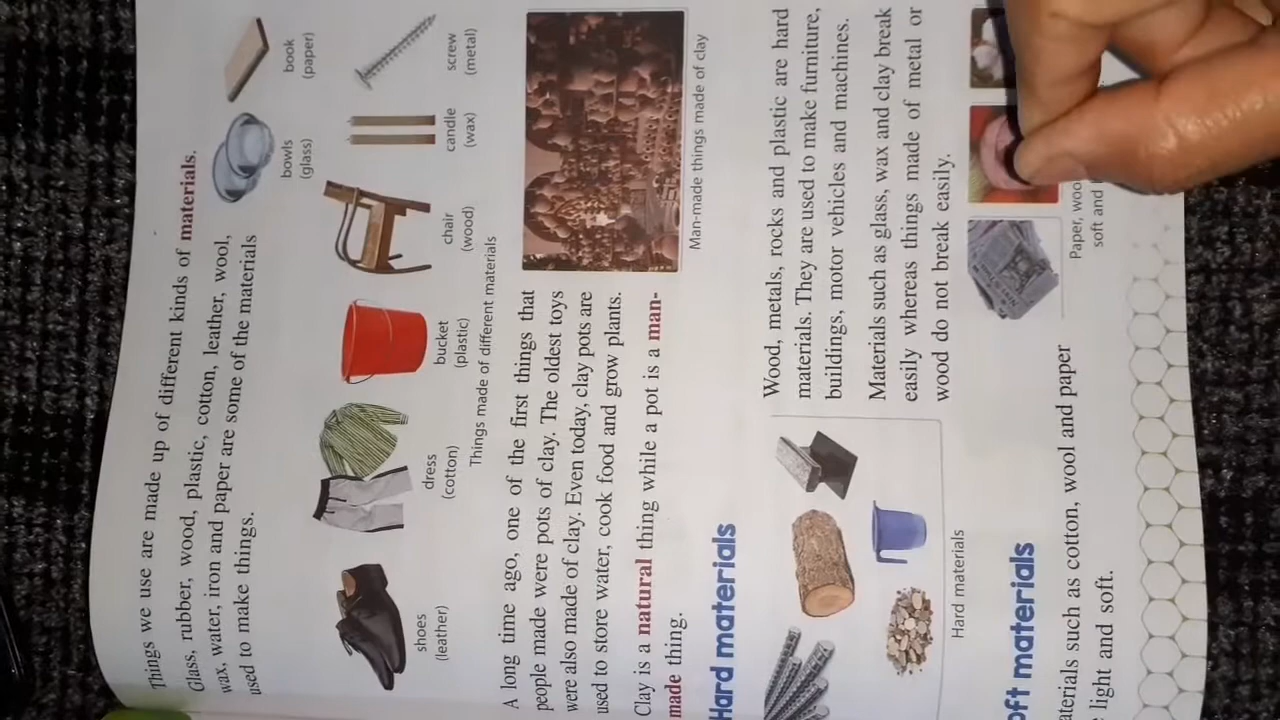 Things we use are made up of different kinds of materials.
Glass, rubber, wood, plastic, cotton, leather, wool,
wax, water, iron and paper are some of the materials
used to make things.
bowls
(glass)
book
(paper)
shoes
(leather)
dress
(cotton)
bucket
(plastic)
chair
(wood)
candle
(wax)
screw
(metal)
Things made of different materials
A long time ago, one of the first things that
people made were pots of clay. The oldest toys
were also made of clay. Even today, clay pots are
used to store water, cook food and grow plants.
Clay is a natural thing while a pot is a man-
made thing.
Man-made things made of clay
Hard materials
Hard materials
Wood, metals, rocks and plastic are hard
materials. They are used to make furniture,
buildings, motor vehicles and machines.
Materials such as glass, wax and clay break
easily whereas things made of metal or
wood do not break easily.
oft materials
aterials such as cotton, wool and paper
light and soft.
Paper, woo
soft and